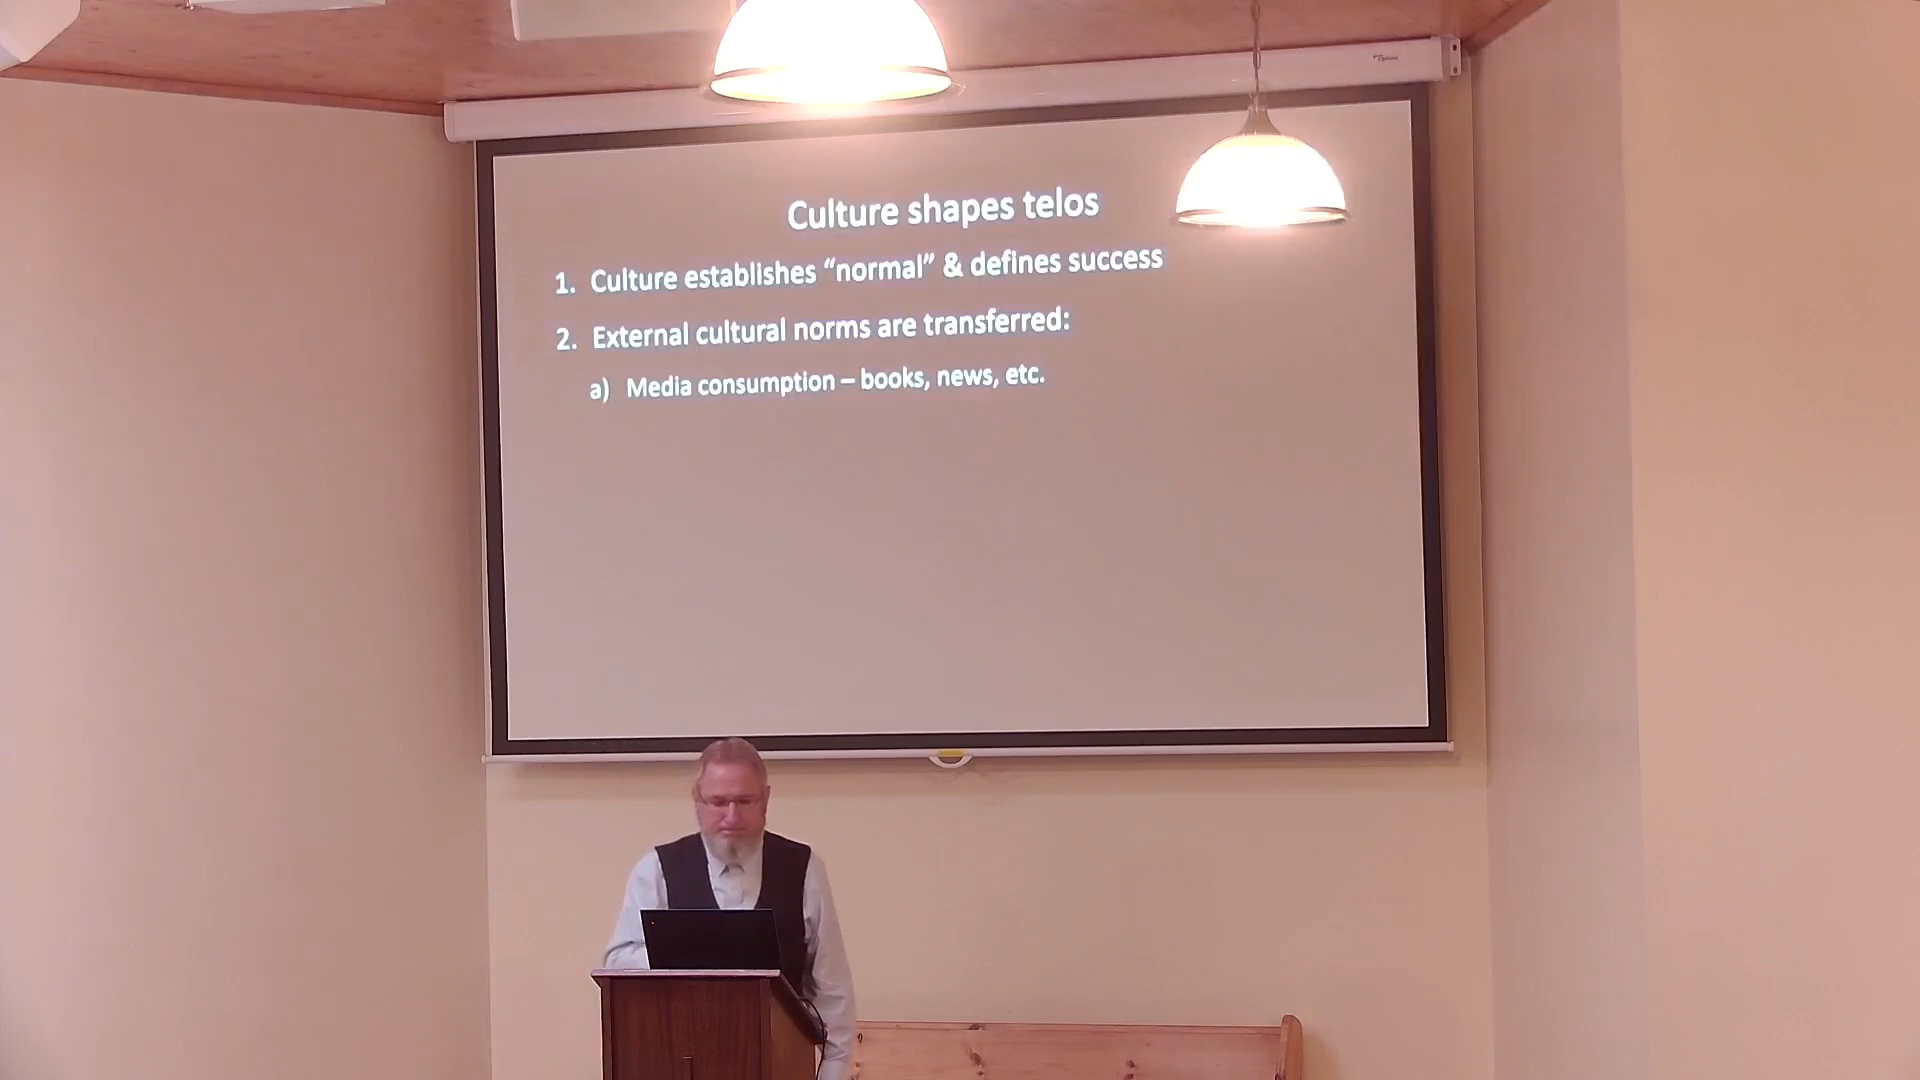 Culture shapes telos
1. Culture establishes “normal” & defines success
2. External cultural norms are transferred:
a) Media consumption – books, news, etc.